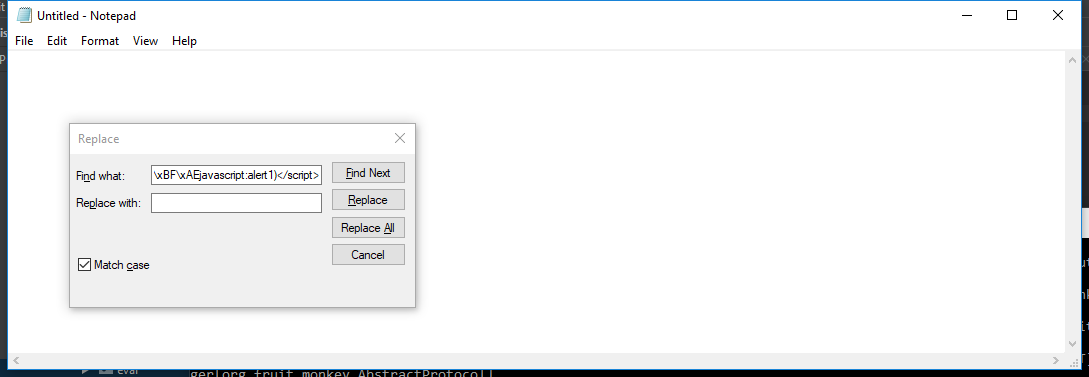 Untitled - Notepad
File Edit Format View Help
Replace
Find what: \xBF\xAEjavascript:alert1)</script> Find Next
Replace with: Replace
Replace All
Cancel
Match case
eval
ger[org.fruit.monkey.AbstractProtocol]